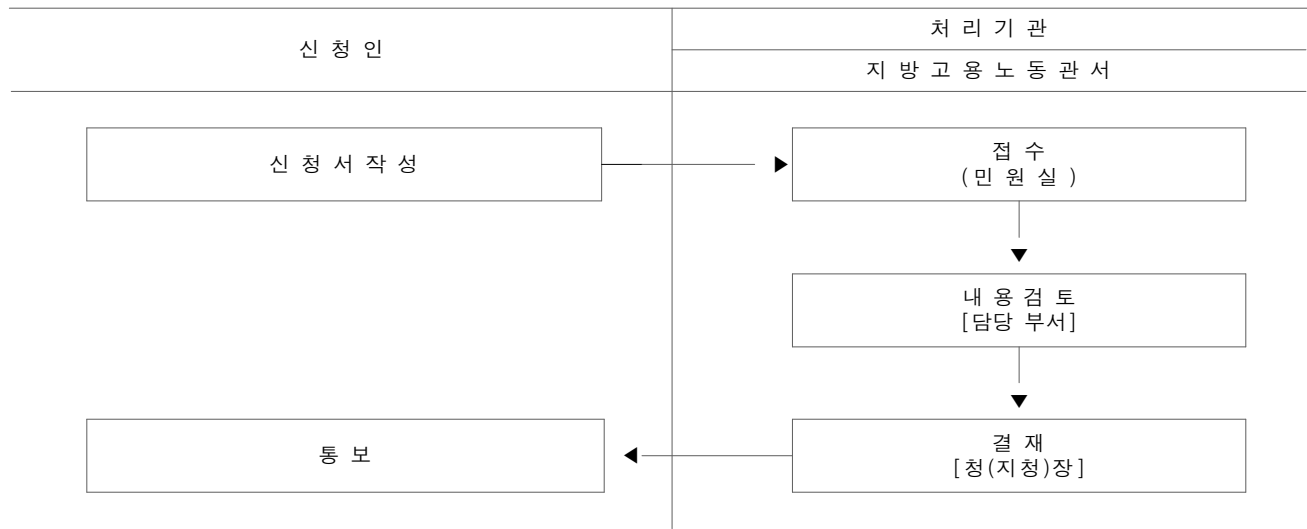 신 청 인
처 리 기 관
지 방 고 용 노 동 관 서
신 청 서 작 성
접 수
( 민 원 실 )
내 용 검 토
[담당 부서]
결 재
[청(지청)장]
통 보